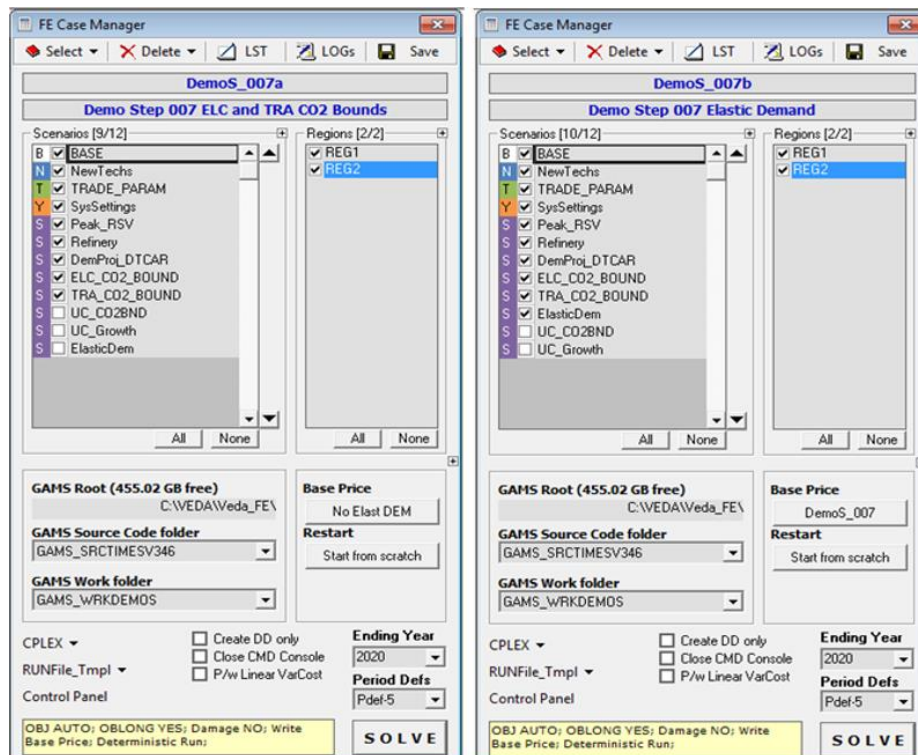 FE Case Manager
Select Delete LST LOGs Save
DemoS_007a
Demo Step 007 ELC and TRA CO2 Bounds
Scenarios [9/12]
B BASE
N NewTechs
T TRADE_PARAM
Y SysSettings
S Peak_RSV
S Refinery
S DemProj_DTCAR
S ELC_CO2_BOUND
S TRA_CO2_BOUND
S UC_CO2BND
S UC_Growth
S ElasticDem
All None
Regions [2/2]
REG1
REG2
All None
GAMS Root (455.02 GB free)
C:\VEDA\Veda_FE\
GAMS Source Code folder
GAMS_SRCTIMESV346
GAMS Work folder
GAMS_WRKDEMOS
Base Price
No Elast DEM
Restart
Start from scratch
CPLEX
RUNFile_Tmpl
Control Panel
Create DD only
Close CMD Console
P/w Linear VarCost
Ending Year
2020
Period Defs
Pdef-5
OBJ AUTO; OBLONG YES; Damage NO; Write
Base Price; Deterministic Run;
SOLVE
FE Case Manager
Select Delete LST LOGs Save
DemoS_007b
Demo Step 007 Elastic Demand
Scenarios [10/12]
B BASE
N NewTechs
T TRADE_PARAM
Y SysSettings
S Peak_RSV
S Refinery
S DemProj_DTCAR
S ELC_CO2_BOUND
S TRA_CO2_BOUND
S ElasticDem
S UC_CO2BND
S UC_Growth
All None
Regions [2/2]
REG1
REG2
All None
GAMS Root (455.02 GB free)
C:\VEDA\Veda_FE\
GAMS Source Code folder
GAMS_SRCTIMESV346
GAMS Work folder
GAMS_WRKDEMOS
Base Price
DemoS_007
Restart
Start from scratch
CPLEX
RUNFile_Tmpl
Control Panel
Create DD only
Close CMD Console
P/w Linear VarCost
Ending Year
2020
Period Defs
Pdef-5
OBJ AUTO; OBLONG YES; Damage NO; Write
Base Price; Deterministic Run;
SOLVE